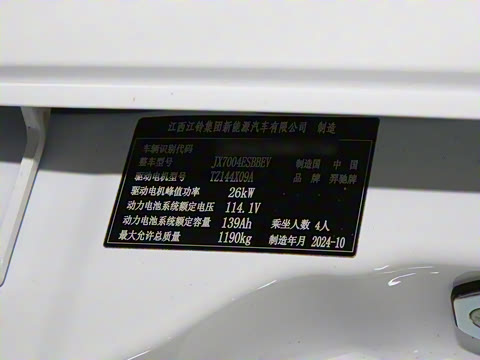 江西江铃集团新能源汽车有限公司 制造
车辆识别代码
整车型号 JX7004ESBBEV 制造国 中国
驱动电机型号 TZ144X09A 品牌 羿驰牌
驱动电机峰值功率 26kW
动力电池系统额定电压 114.1V
动力电池系统额定容量 139Ah 乘坐人数 4人
最大允许总质量 1190kg 制造年月 2024-10